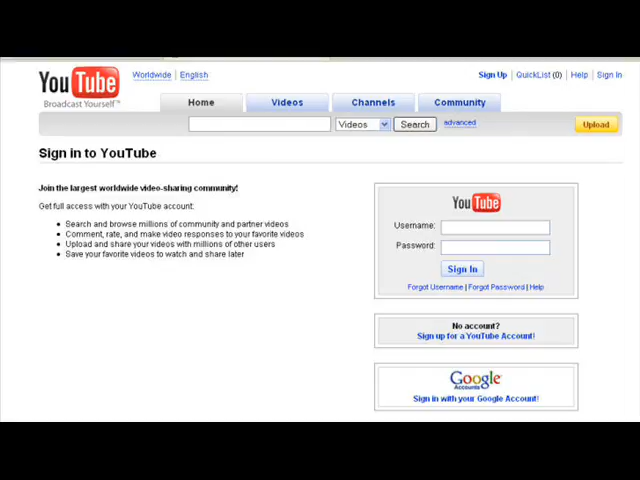 YouTube
Broadcast Yourself™
Worldwide | English
Sign Up | QuickList (0) | Help | Sign In
Home
Videos
Channels
Community
Videos
Search
advanced
Upload
Sign in to YouTube
Join the largest worldwide video-sharing community!
Get full access with your YouTube account:
• Search and browse millions of community and partner videos
• Comment, rate, and make video responses to your favorite videos
• Upload and share your videos with millions of other users
• Save your favorite videos to watch and share later
YouTube
Username:
Password:
Sign In
Forgot Username | Forgot Password | Help
No account?
Sign up for a YouTube Account!
Google
Accounts
Sign in with your Google Account!